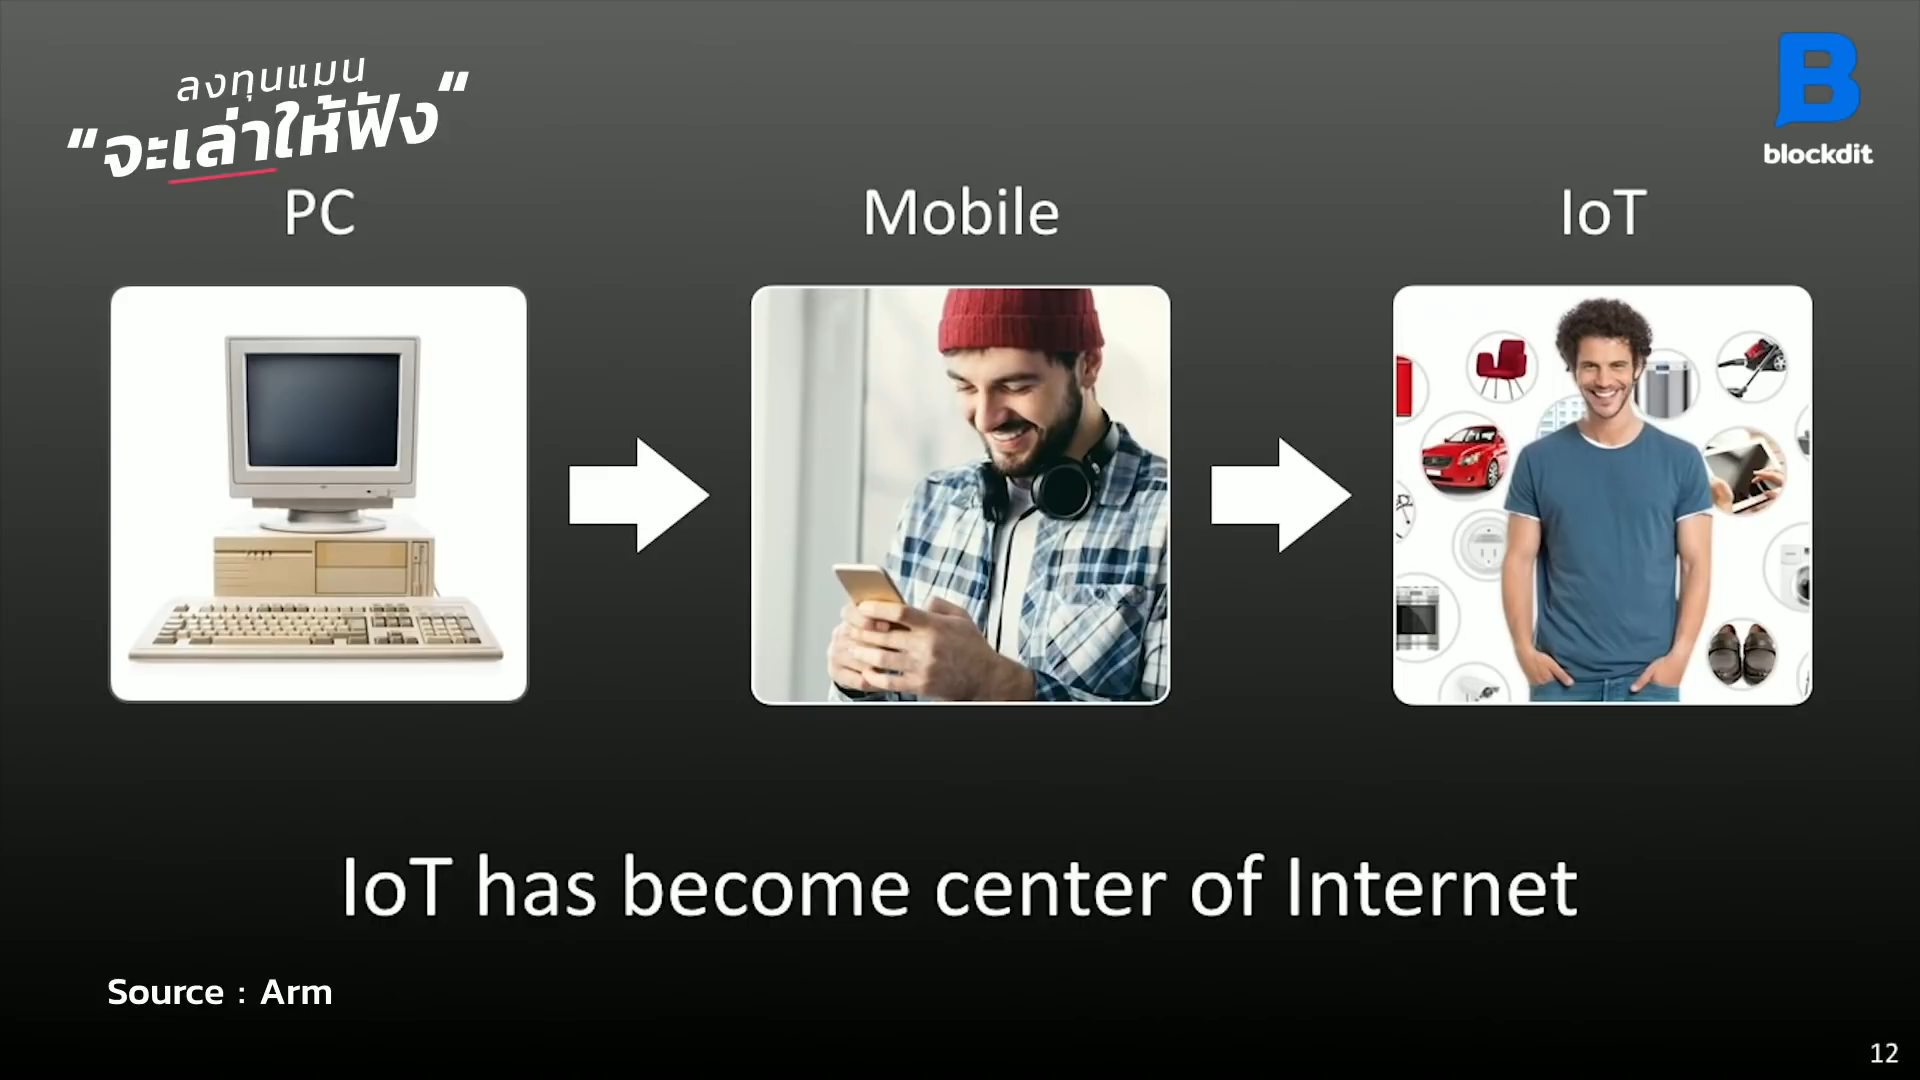 ลงทุนแมน
“จะเล่าให้ฟัง“
B
blockdit
PC
Mobile
IoT
IoT has become center of Internet
Source : Arm
12